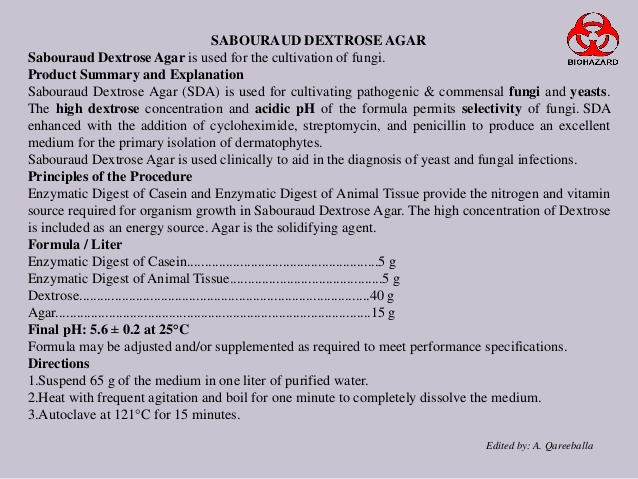 SABOURAUD DEXTROSE AGAR
BIOHAZARD
Sabouraud Dextrose Agar is used for the cultivation of fungi.
Product Summary and Explanation
Sabouraud Dextrose Agar (SDA) is used for cultivating pathogenic & commensal fungi and yeasts.
The high dextrose concentration and acidic pH of the formula permits selectivity of fungi. SDA
enhanced with the addition of cycloheximide, streptomycin, and penicillin to produce an excellent
medium for the primary isolation of dermatophytes.
Sabouraud Dextrose Agar is used clinically to aid in the diagnosis of yeast and fungal infections.
Principles of the Procedure
Enzymatic Digest of Casein and Enzymatic Digest of Animal Tissue provide the nitrogen and vitamin
source required for organism growth in Sabouraud Dextrose Agar. The high concentration of Dextrose
is included as an energy source. Agar is the solidifying agent.
Formula / Liter
Enzymatic Digest of Casein......................................................5 g
Enzymatic Digest of Animal Tissue...........................................5 g
Dextrose..................................................................................40 g
Agar.........................................................................................15 g
Final pH: 5.6 ± 0.2 at 25°C
Formula may be adjusted and/or supplemented as required to meet performance specifications.
Directions
1.Suspend 65 g of the medium in one liter of purified water.
2.Heat with frequent agitation and boil for one minute to completely dissolve the medium.
3.Autoclave at 121°C for 15 minutes.
Edited by: A. Qareeballa